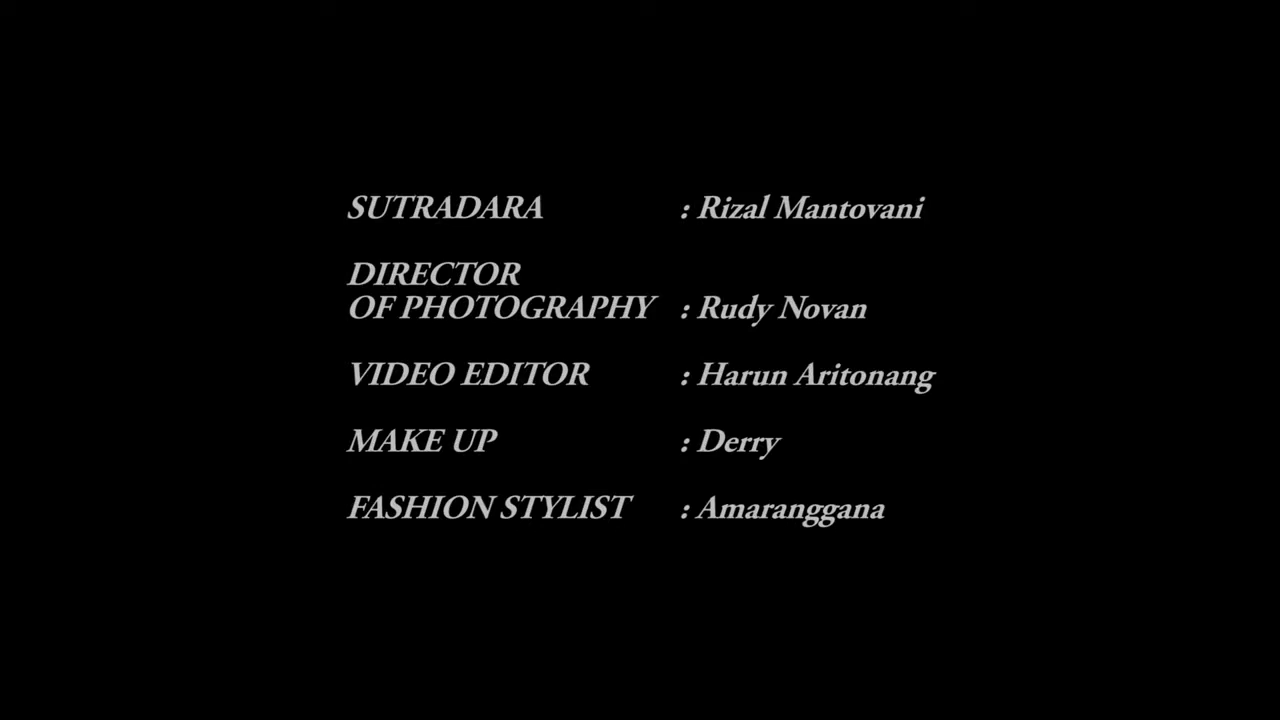 SUTRADARA : Rizal Mantovani
DIRECTOR
OF PHOTOGRAPHY : Rudy Novan
VIDEO EDITOR : Harun Aritonang
MAKE UP : Derry
FASHION STYLIST : Amaranggana